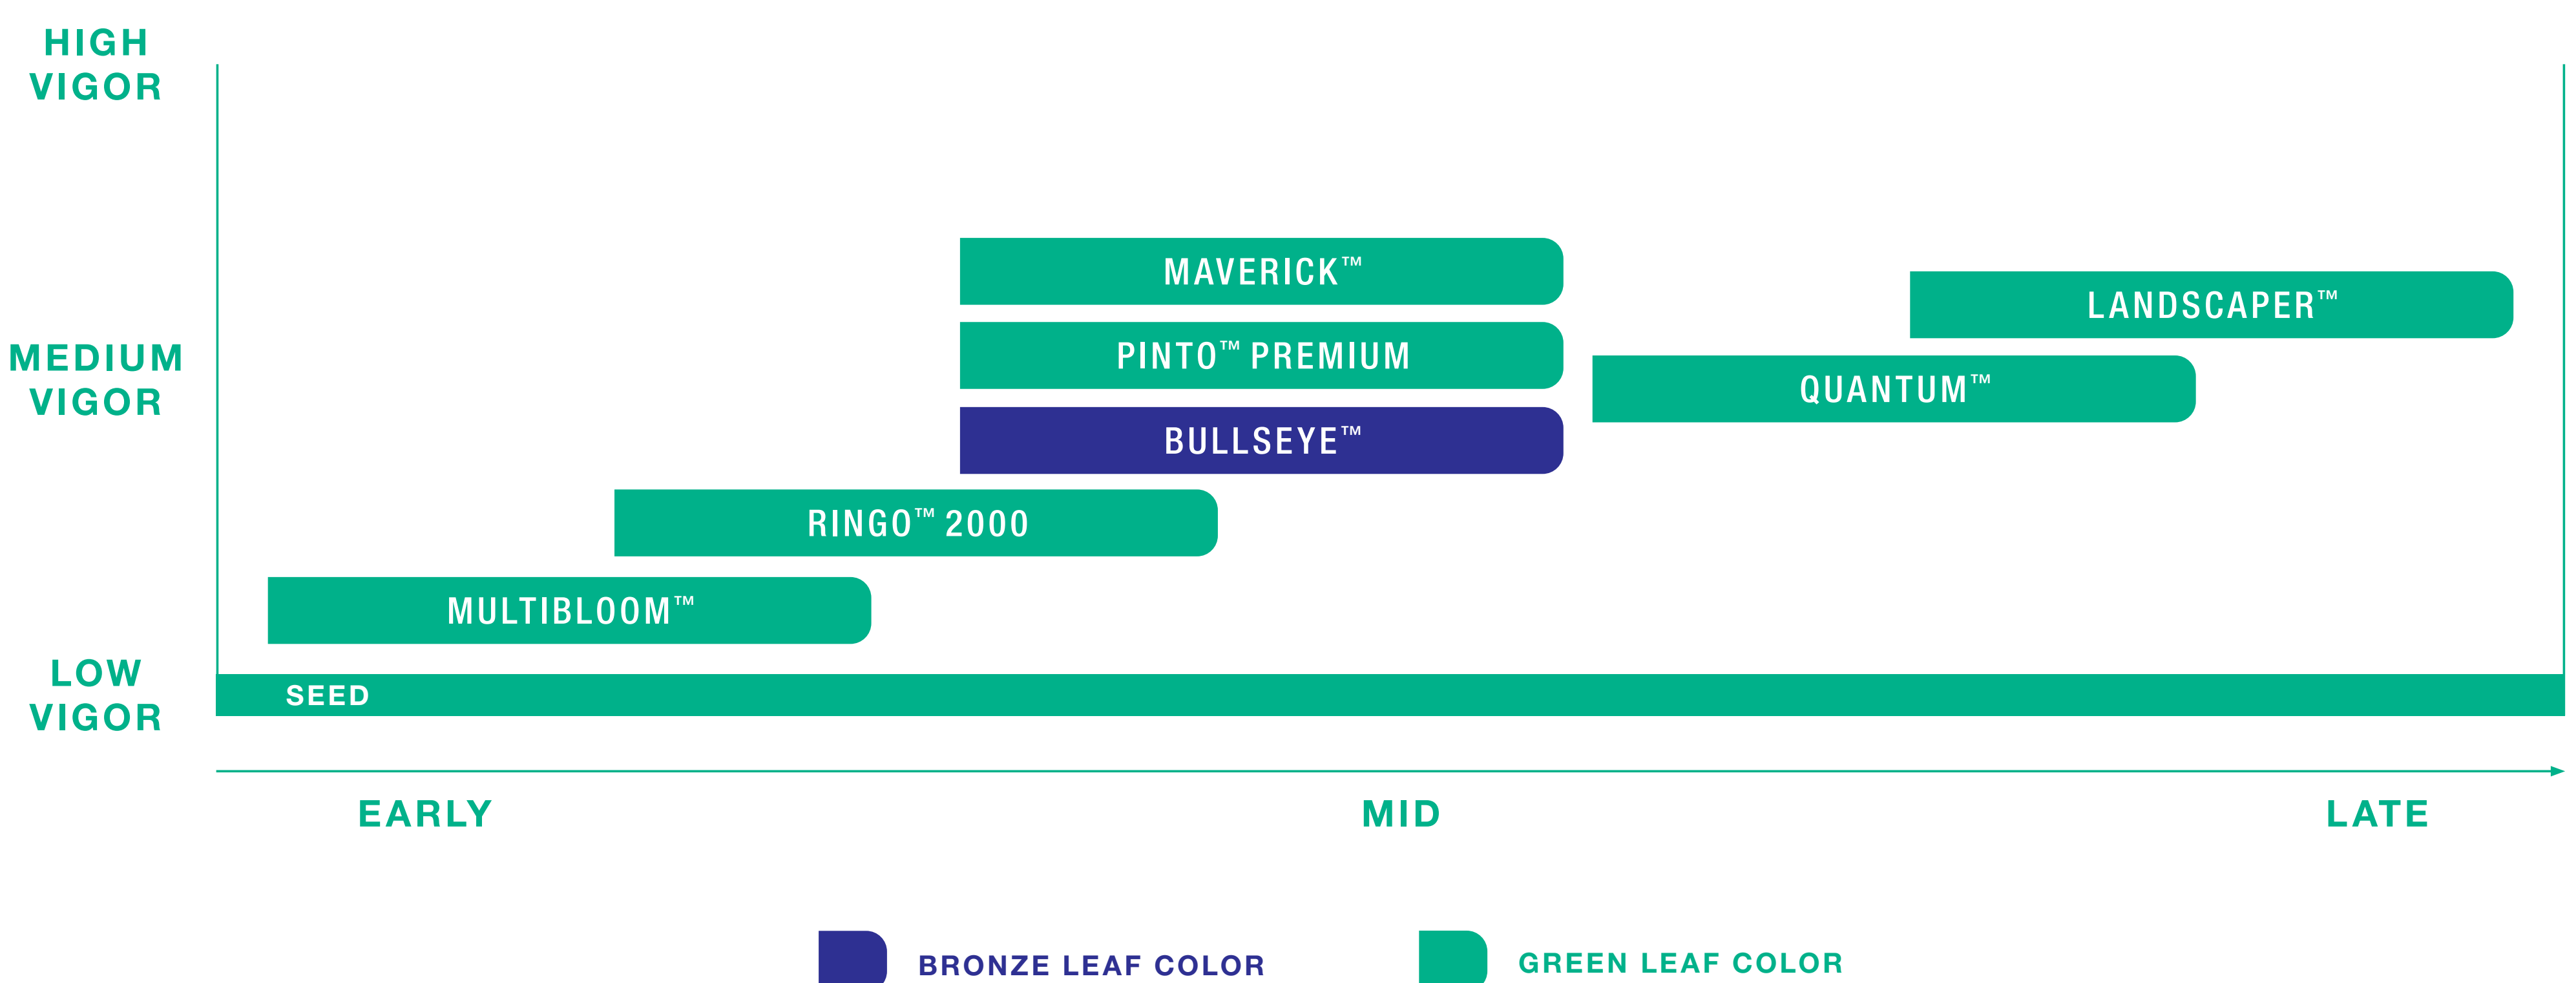 HIGH
VIGOR
MAVERICK™
LANDSCAPER™
PINTO™ PREMIUM
MEDIUM
VIGOR
QUANTUM™
BULLSEYE™
RINGO™ 2000
MULTIBLOOM™
LOW
VIGOR
SEED
EARLY
MID
LATE
BRONZE LEAF COLOR
GREEN LEAF COLOR